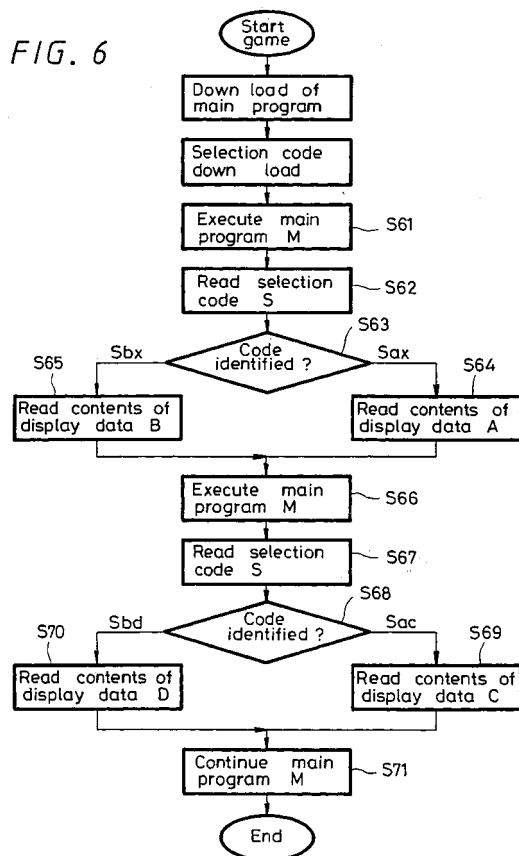 FIG. 6
Start
game
Down load of
main program
Selection code
down load
Execute main
program M
S61
Read selection
code S
S62
S63
Code
identified ?
Sbx
Sax
S65
S64
Read contents of
display data B
Read contents of
display data A
Execute main
program M
S66
Read selection
code S
S67
S68
Code
identified ?
Sbd
Sac
S70
S69
Read contents of
display data D
Read contents of
display data C
Continue main
program M
S71
End